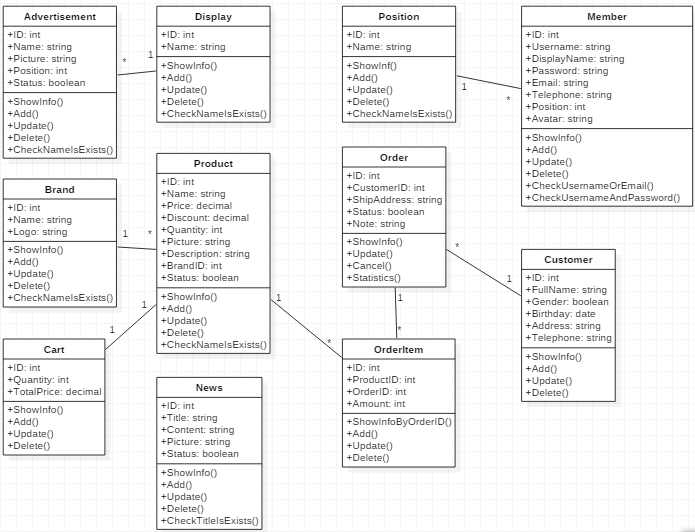 Advertisement
+ID: int
+Name: string
+Picture: string
+Position: int
+Status: boolean
+ShowInfo()
+Add()
+Update()
+Delete()
+CheckNameIsExists()
*
1
Display
+ID: int
+Name: string
+ShowInfo()
+Add()
+Update()
+Delete()
+CheckNameIsExists()
Position
+ID: int
+Name: string
+ShowInf()
+Add()
+Update()
+Delete()
+CheckNameIsExists()
1
*
Member
+ID: int
+Username: string
+DisplayName: string
+Password: string
+Email: string
+Telephone: string
+Position: int
+Avatar: string
+ShowInfo()
+Add()
+Update()
+Delete()
+CheckUsernameOrEmail()
+CheckUsernameAndPassword()
Brand
+ID: int
+Name: string
+Logo: string
+ShowInfo()
+Add()
+Update()
+Delete()
+CheckNameIsExists()
1
*
Product
+ID: int
+Name: string
+Price: decimal
+Discount: decimal
+Quantity: int
+Picture: string
+Description: string
+BrandID: int
+Status: boolean
+ShowInfo()
+Add()
+Update()
+Delete()
+CheckNameIsExists()
1
1
1
*
Order
+ID: int
+CustomerID: int
+ShipAddress: string
+Status: boolean
+Note: string
+ShowInfo()
+Update()
+Cancel()
+Statistics()
*
1
1
*
Customer
+ID: int
+FullName: string
+Gender: boolean
+Birthday: date
+Address: string
+Telephone: string
+ShowInfo()
+Add()
+Update()
+Delete()
Cart
+ID: int
+Quantity: int
+TotalPrice: decimal
+ShowInfo()
+Add()
+Update()
+Delete()
News
+ID: int
+Title: string
+Content: string
+Picture: string
+Status: boolean
+ShowInfo()
+Add()
+Update()
+Delete()
+CheckTitleIsExists()
OrderItem
+ID: int
+ProductID: int
+OrderID: int
+Amount: int
+ShowInfoByOrderID()
+Add()
+Update()
+Delete()